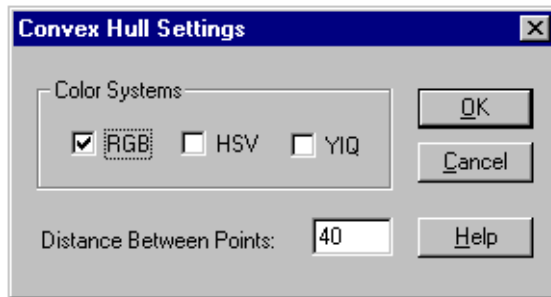 Convex Hull Settings
Color Systems
RGB HSV YIQ
OK
Cancel
Distance Between Points: 40
Help